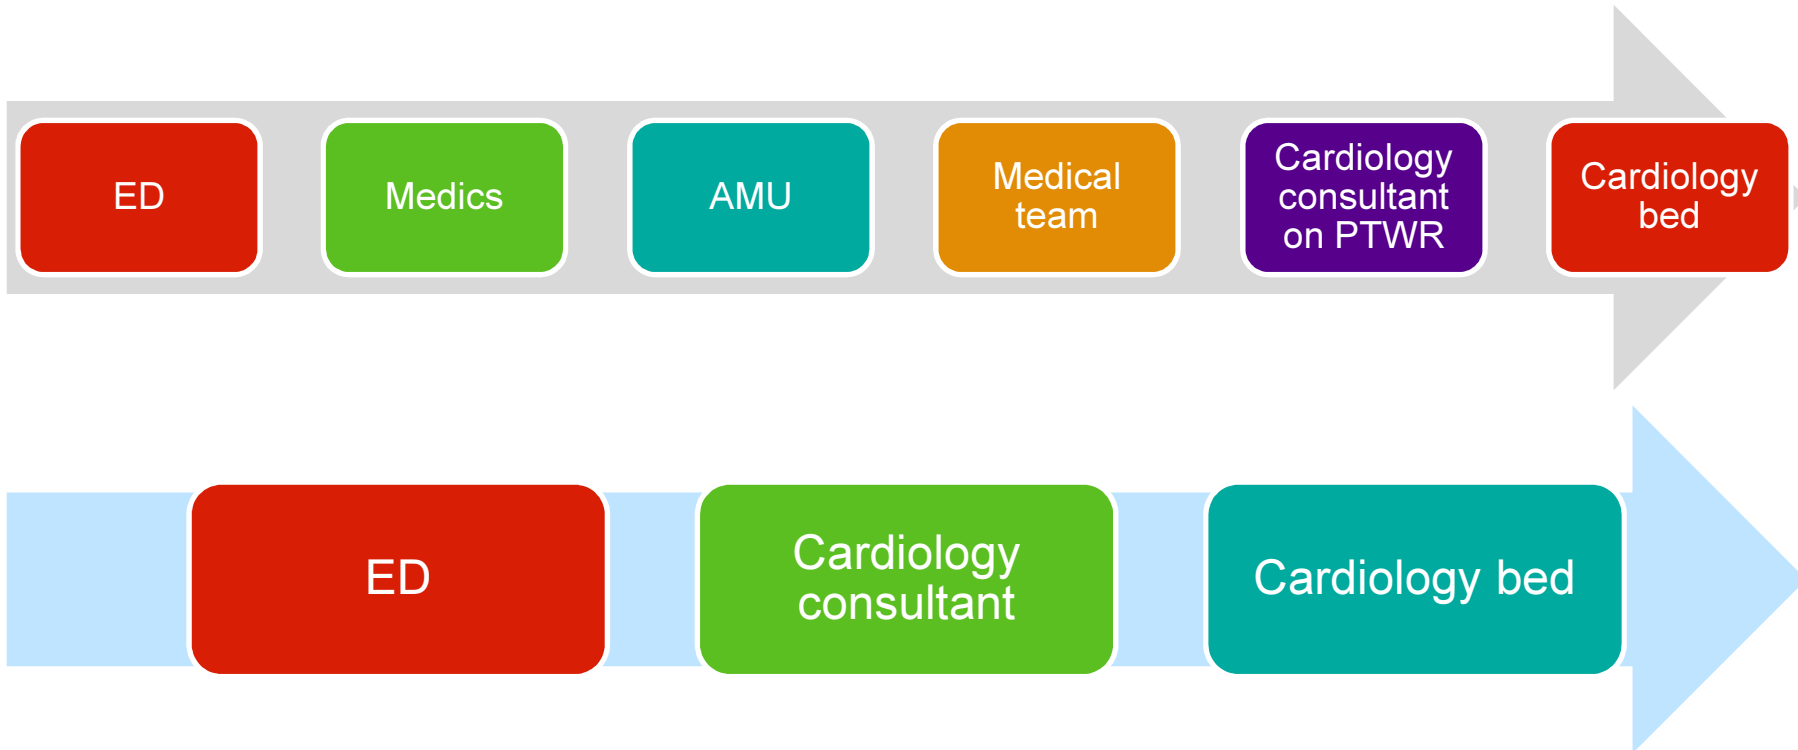 ED
Medics
AMU
Medical
team
Cardiology
consultant
on PTWR
Cardiology
bed
ED
Cardiology
consultant
Cardiology bed